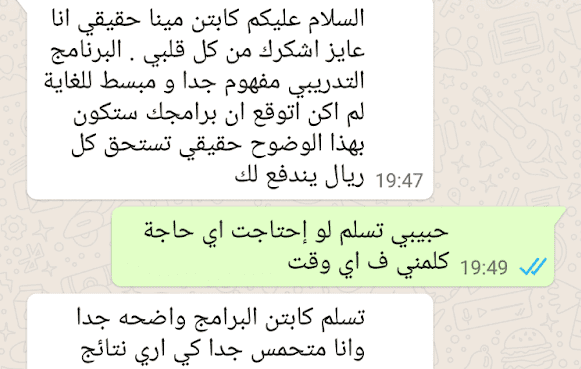 السلام عليكم كابتن مينا حقيقي انا
عايز اشكرك من كل قلبي . البرنامج
التدريبي مفهوم جدا و مبسط للغاية
لم اكن اتوقع ان برامجك ستكون
بهذا الوضوح حقيقي تستحق كل
ريال يندفع لك
19:47
حبيبي تسلم لو إحتاجت اي حاجة
كلمني ف اي وقت
19:49
تسلم كابتن البرامج واضحه جدا
وانا متحمس جدا كي اري نتائج